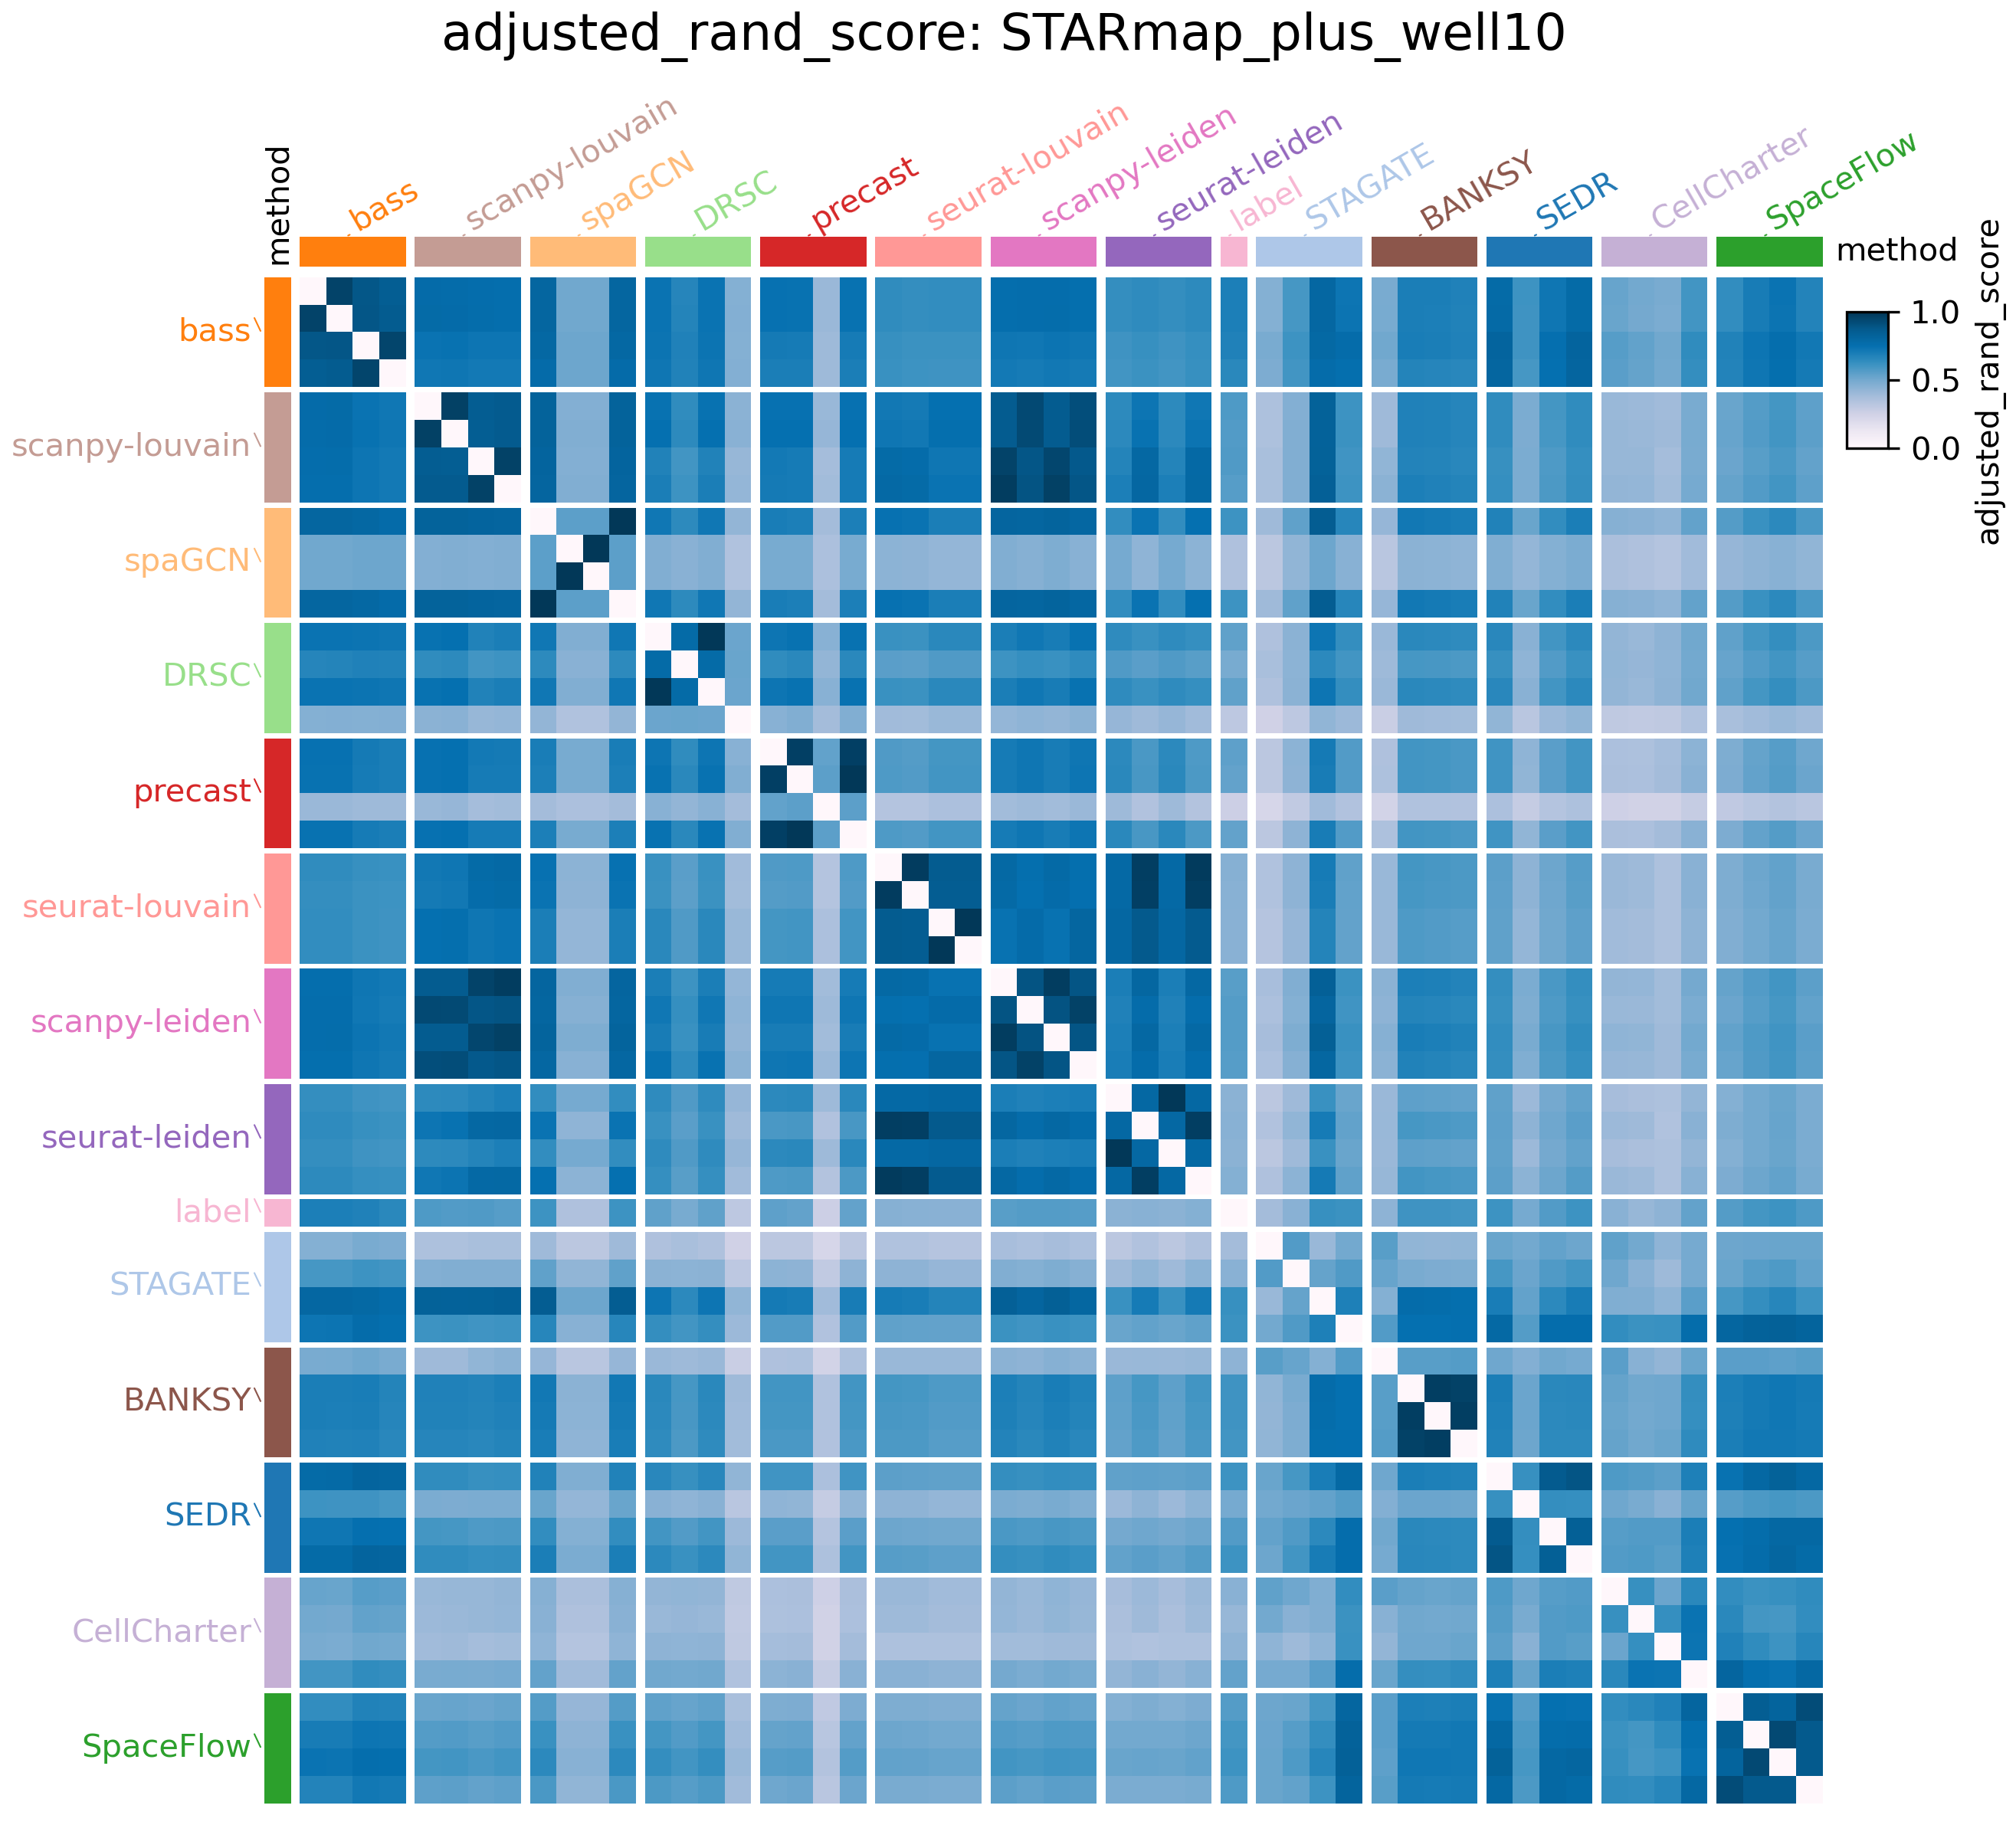 adjusted_rand_score: STARmap_plus_well10
method
bass
scanpy-louvain
spaGCN
DRSC
precast
seurat-louvain
scanpy-leiden
seurat-leiden
label
STAGATE
BANKSY
SEDR
CellCharter
SpaceFlow
method
1.0
0.5
0.0
adjusted_rand_score
bass
scanpy-louvain
spaGCN
DRSC
precast
seurat-louvain
scanpy-leiden
seurat-leiden
label
STAGATE
BANKSY
SEDR
CellCharter
SpaceFlow